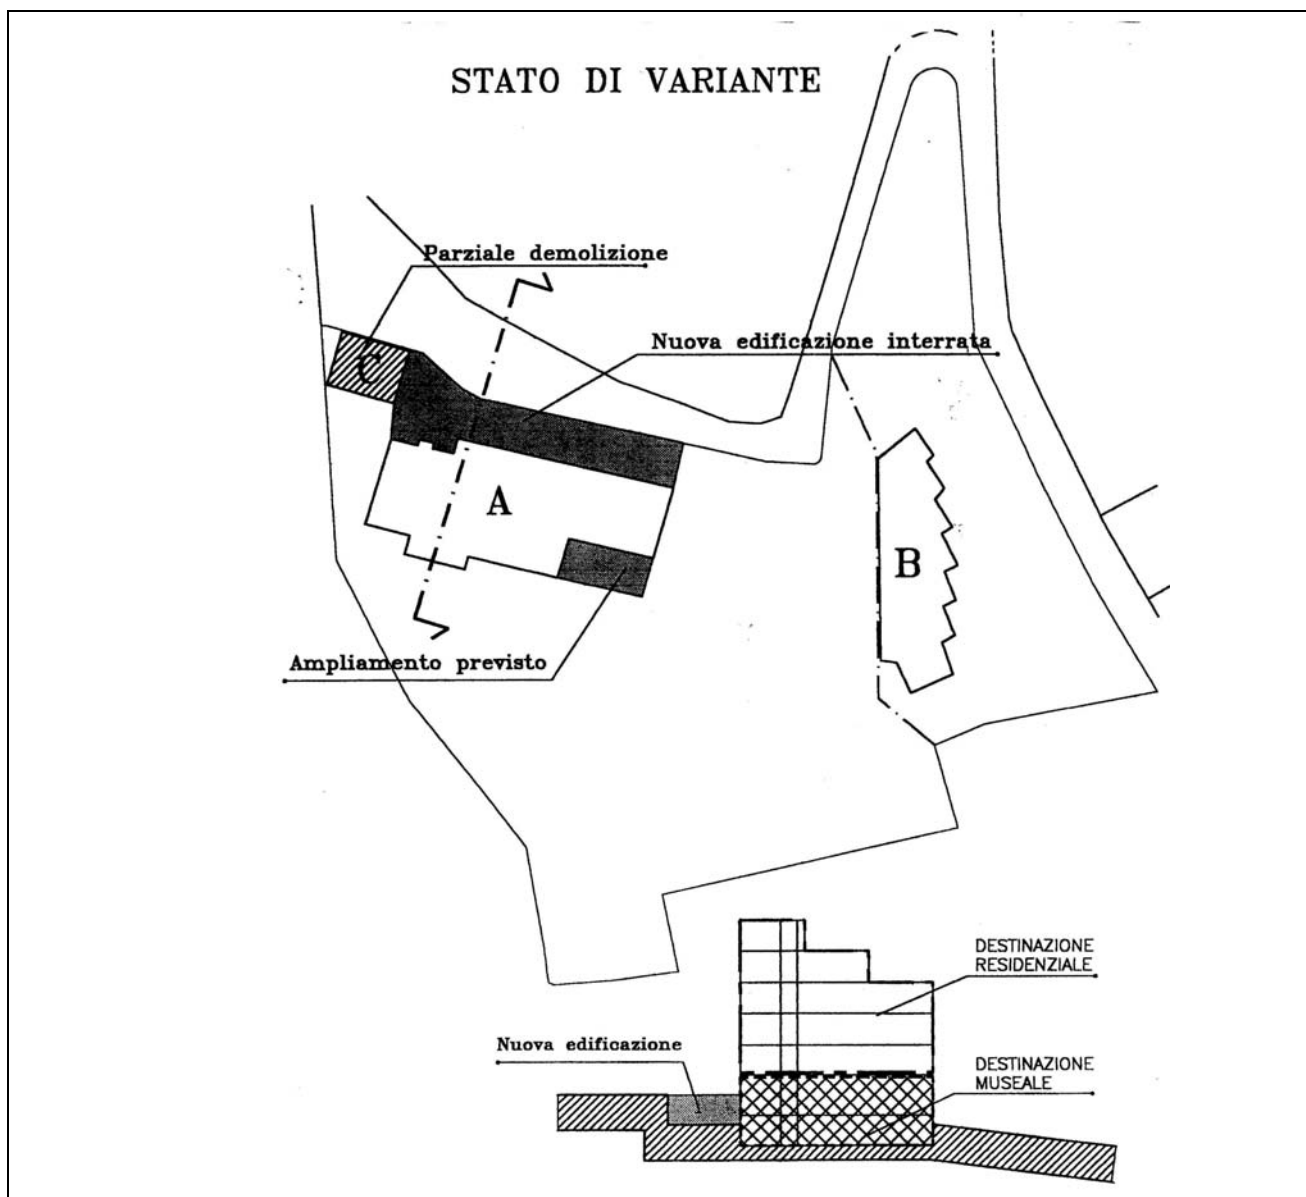 STATO DI VARIANTE
Parziale demolizione
Nuova edificazione interrata
C
A
B
Ampliamento previsto
DESTINAZIONE
RESIDENZIALE
Nuova edificazione
DESTINAZIONE
MUSEALE